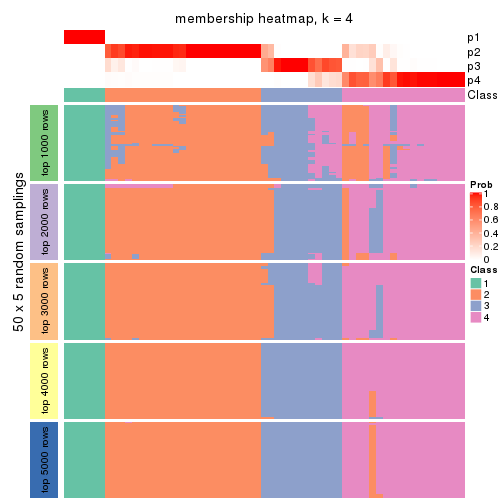 membership heatmap, k = 4
p1
p2
p3
p4
Class
50 x 5 random samplings
top 1000 rows
top 2000 rows
top 3000 rows
top 4000 rows
top 5000 rows
Prob
1
0.8
0.6
0.4
0.2
0
Class
1
2
3
4